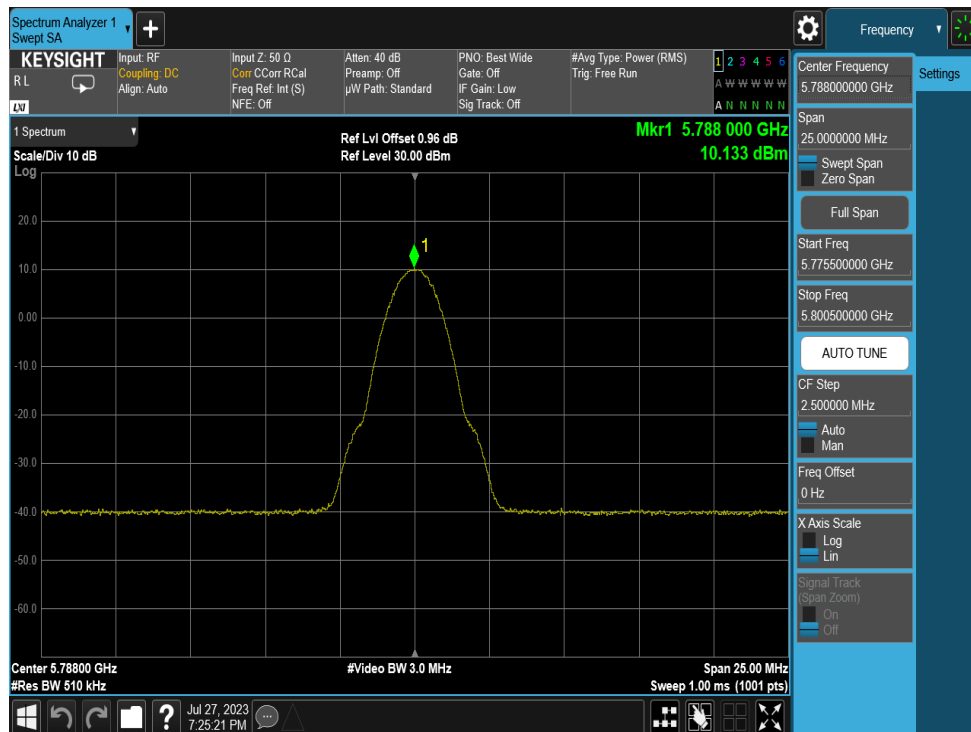 Spectrum Analyzer 1
Swept SA
Frequency
KEYSIGHT
R L
LXI
Input: RF
Coupling: DC
Align: Auto
Input Z: 50 Ω
Corr CCorr RCal
Freq Ref: Int (S)
NFE: Off
Atten: 40 dB
Preamp: Off
µW Path: Standard
PNO: Best Wide
Gate: Off
IF Gain: Low
Sig Track: Off
#Avg Type: Power (RMS)
Trig: Free Run
1 2 3 4 5 6
A W W W W W
A N N N N N
1 Spectrum
Scale/Div 10 dB
Log
Ref Lvl Offset 0.96 dB
Ref Level 30.00 dBm
Mkr1 5.788 000 GHz
10.133 dBm
1
20.0
10.0
0.00
-10.0
-20.0
-30.0
-40.0
-50.0
-60.0
Center 5.78800 GHz
#Res BW 510 kHz
#Video BW 3.0 MHz
Span 25.00 MHz
Sweep 1.00 ms (1001 pts)
Jul 27, 2023
7:25:21 PM
Center Frequency
5.788000000 GHz
Settings
Span
25.0000000 MHz
Swept Span
Zero Span
Full Span
Start Freq
5.775500000 GHz
Stop Freq
5.800500000 GHz
AUTO TUNE
CF Step
2.500000 MHz
Auto
Man
Freq Offset
0 Hz
X Axis Scale
Log
Lin
Signal Track
(Span Zoom)
On
Off